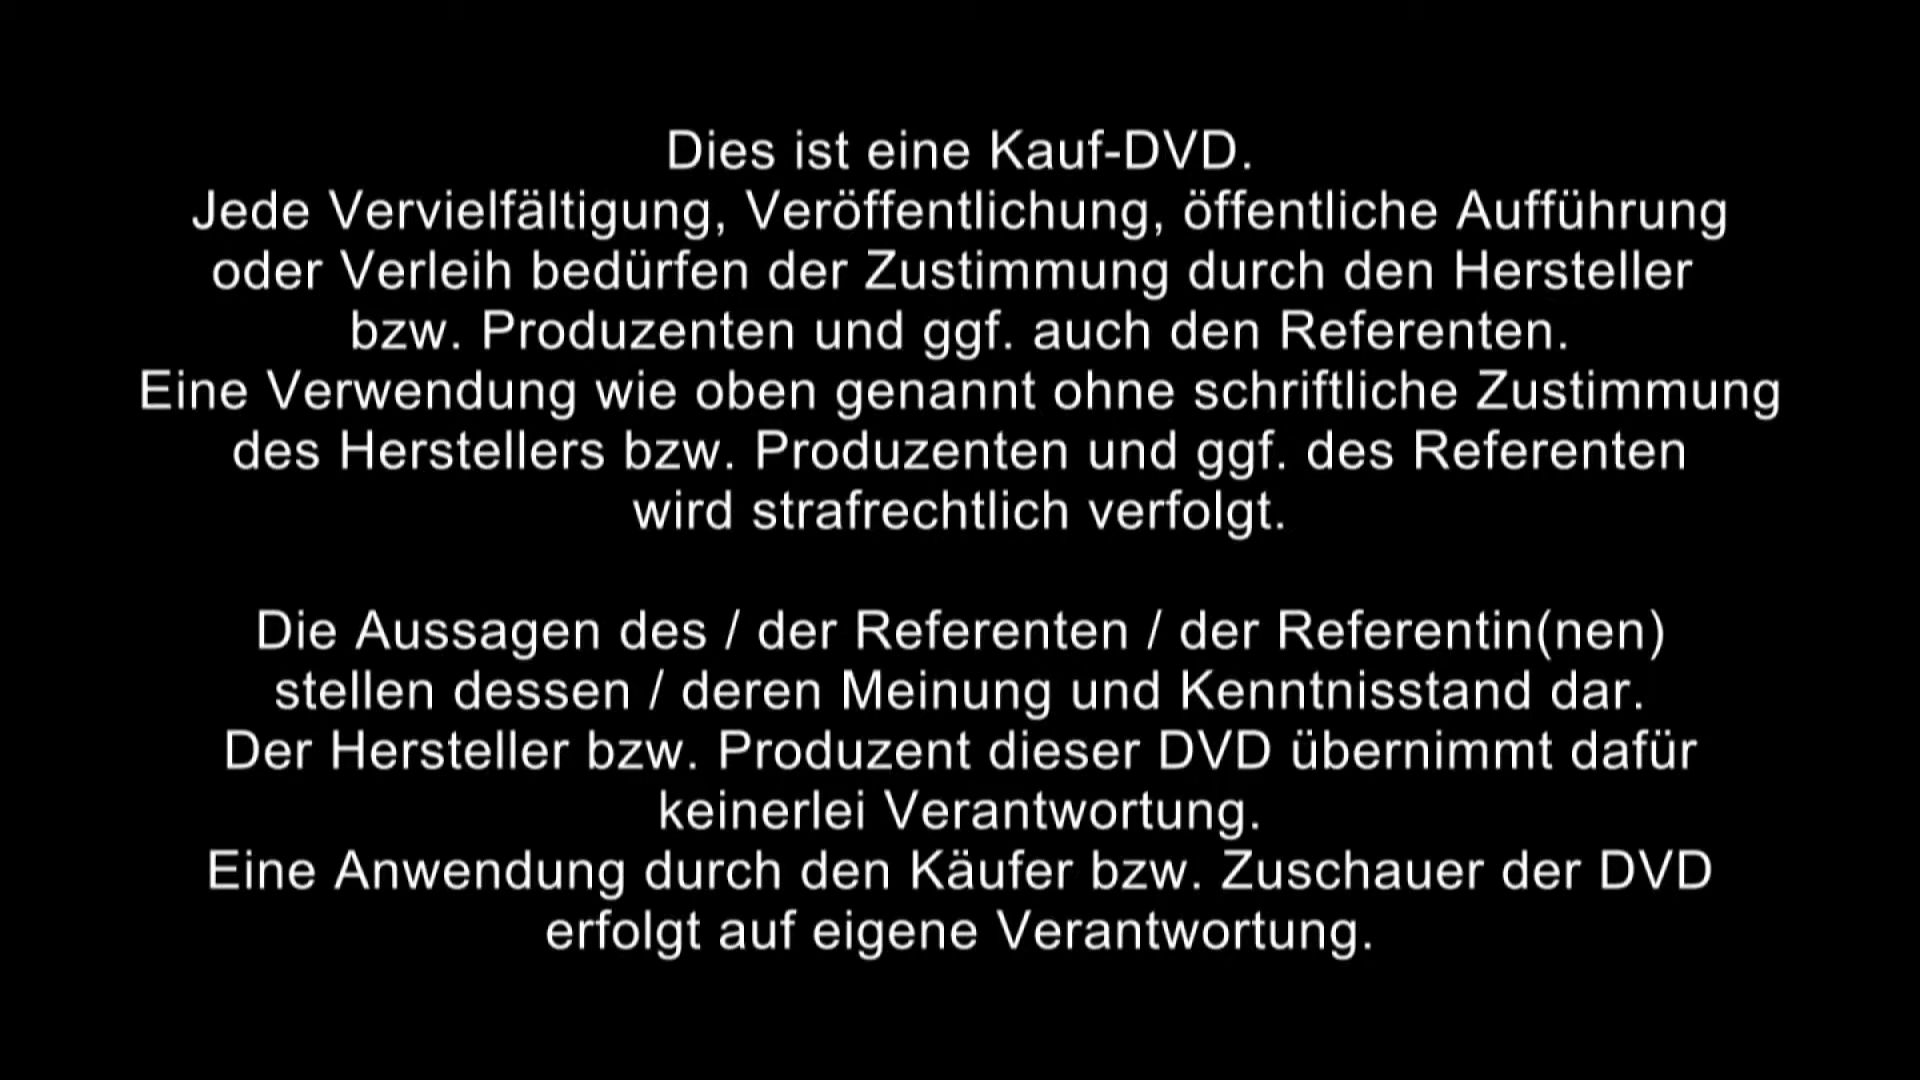 Dies ist eine Kauf-DVD.
Jede Vervielfältigung, Veröffentlichung, öffentliche Aufführung
oder Verleih bedürfen der Zustimmung durch den Hersteller
bzw. Produzenten und ggf. auch den Referenten.
Eine Verwendung wie oben genannt ohne schriftliche Zustimmung
des Herstellers bzw. Produzenten und ggf. des Referenten
wird strafrechtlich verfolgt.
Die Aussagen des / der Referenten / der Referentin(nen)
stellen dessen / deren Meinung und Kenntnisstand dar.
Der Hersteller bzw. Produzent dieser DVD übernimmt dafür
keinerlei Verantwortung.
Eine Anwendung durch den Käufer bzw. Zuschauer der DVD
erfolgt auf eigene Verantwortung.